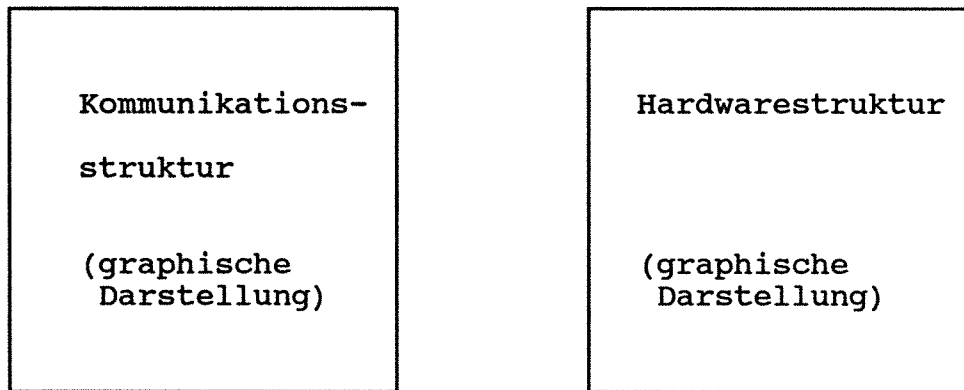 Kommunikations-
struktur
(graphische
Darstellung)
Hardwarestruktur
(graphische
Darstellung)